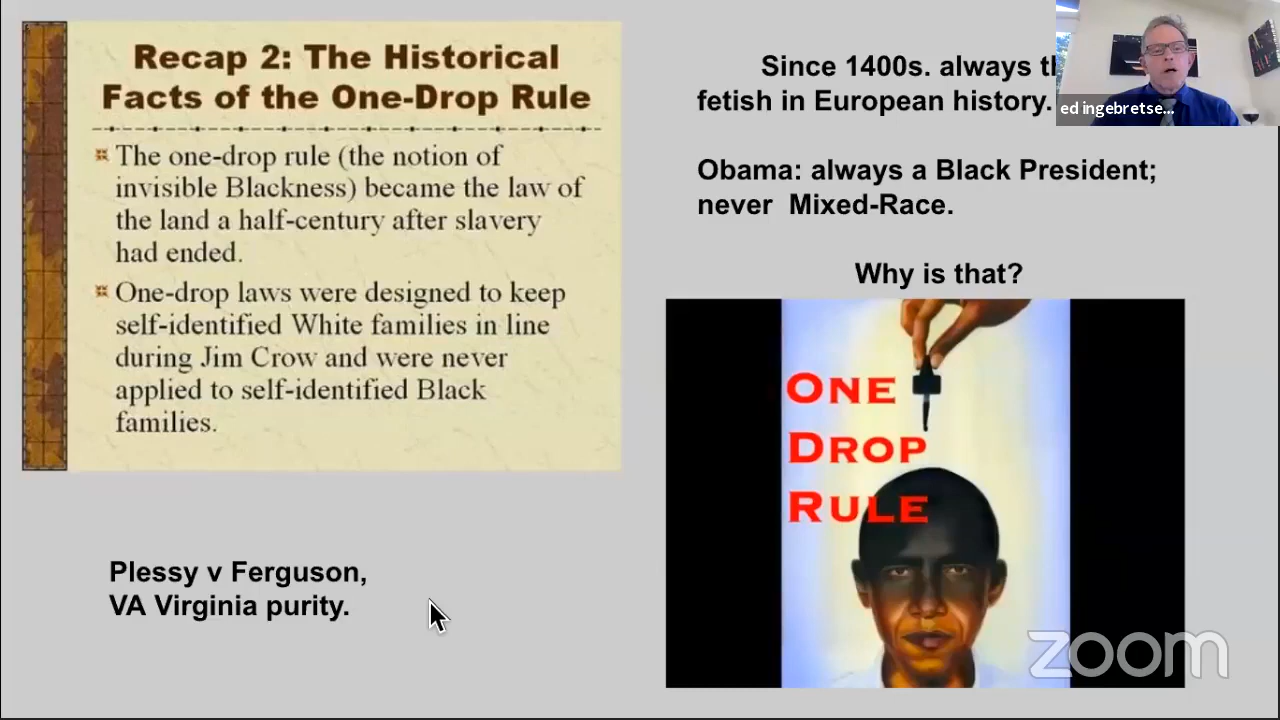 Recap 2: The Historical
Facts of the One-Drop Rule
The one-drop rule (the notion of
invisible Blackness) became the law of
the land a half-century after slavery
had ended.
One-drop laws were designed to keep
self-identified White families in line
during Jim Crow and were never
applied to self-identified Black
families.
Plessy v Ferguson,
VA Virginia purity.
Since 1400s. always
fetish in European history.
Obama: always a Black President;
never Mixed-Race.
Why is that?
ONE
DROP
RULE
ed ingebretse...
zoom